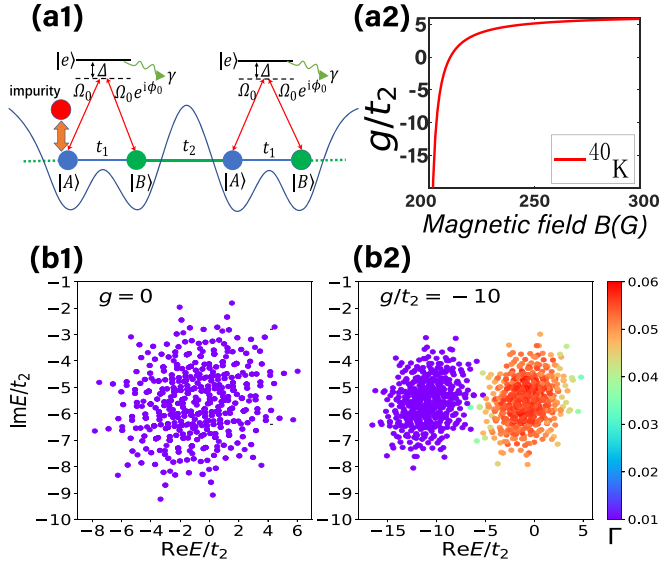 (a1)
|e⟩ Δ γ
Ω₀ Ω₀e^{iϕ₀}
|e⟩ Δ γ
Ω₀ Ω₀e^{iϕ₀}
impurity
t₁ t₂ t₁
|A⟩ |B⟩ |A⟩ |B⟩
(a2)
g/t₂
5
-5
-15
⁴⁰K
200 250 300
Magnetic field B(G)
(b1)
g = 0
ImE/t₂
−1
−2
−3
−4
−5
−6
−7
−8
−9
−10
−8 −6 −4 −2 0 2 4 6
ReE/t₂
(b2)
g/t₂ = −10
−1
−2
−3
−4
−5
−6
−7
−8
−9
−10
−15 −10 −5 0 5
ReE/t₂
0.06
0.05
0.04
0.03
0.02
0.01
Γ